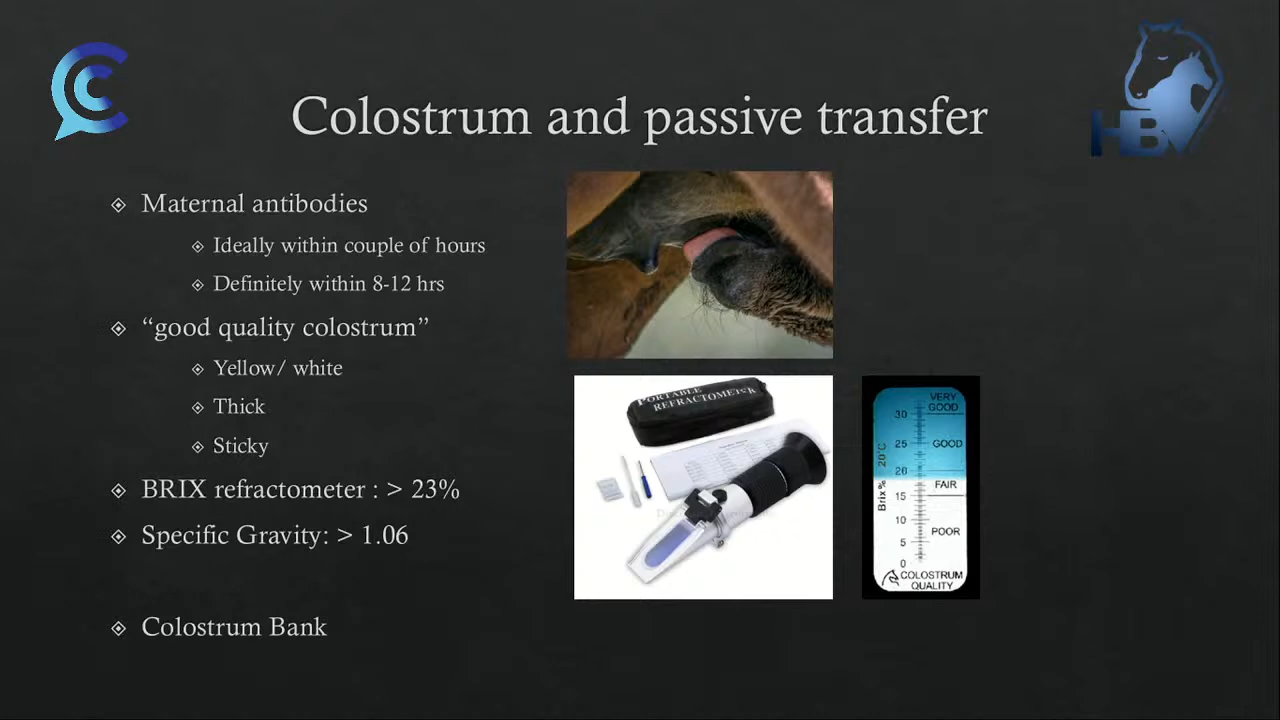 Colostrum and passive transfer
HBV
Maternal antibodies
Ideally within couple of hours
Definitely within 8-12 hrs
“good quality colostrum”
Yellow/ white
Thick
Sticky
BRIX refractometer : > 23%
Specific Gravity: > 1.06
Colostrum Bank
PORTABLE
REFRACTOMETER
VERY
GOOD
30
25
GOOD
20
FAIR
15
10
POOR
5
0
Brix% 20°C
COLOSTRUM
QUALITY